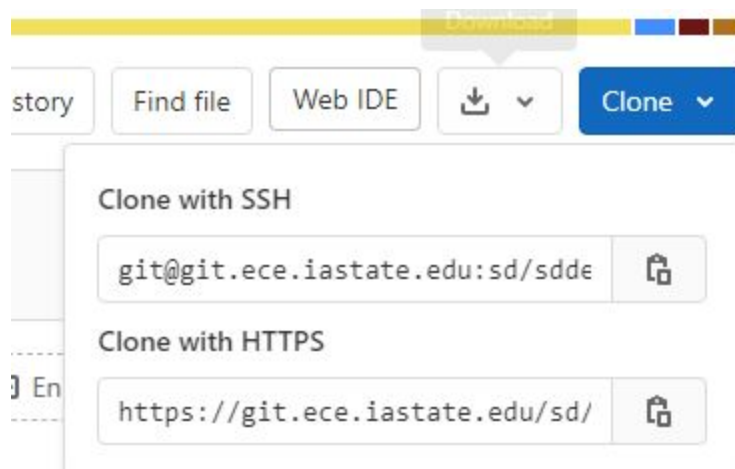 Download
story
Find file
Web IDE
Clone
Clone with SSH
git@git.ece.iastate.edu:sd/sdde
Clone with HTTPS
En
https://git.ece.iastate.edu/sd/